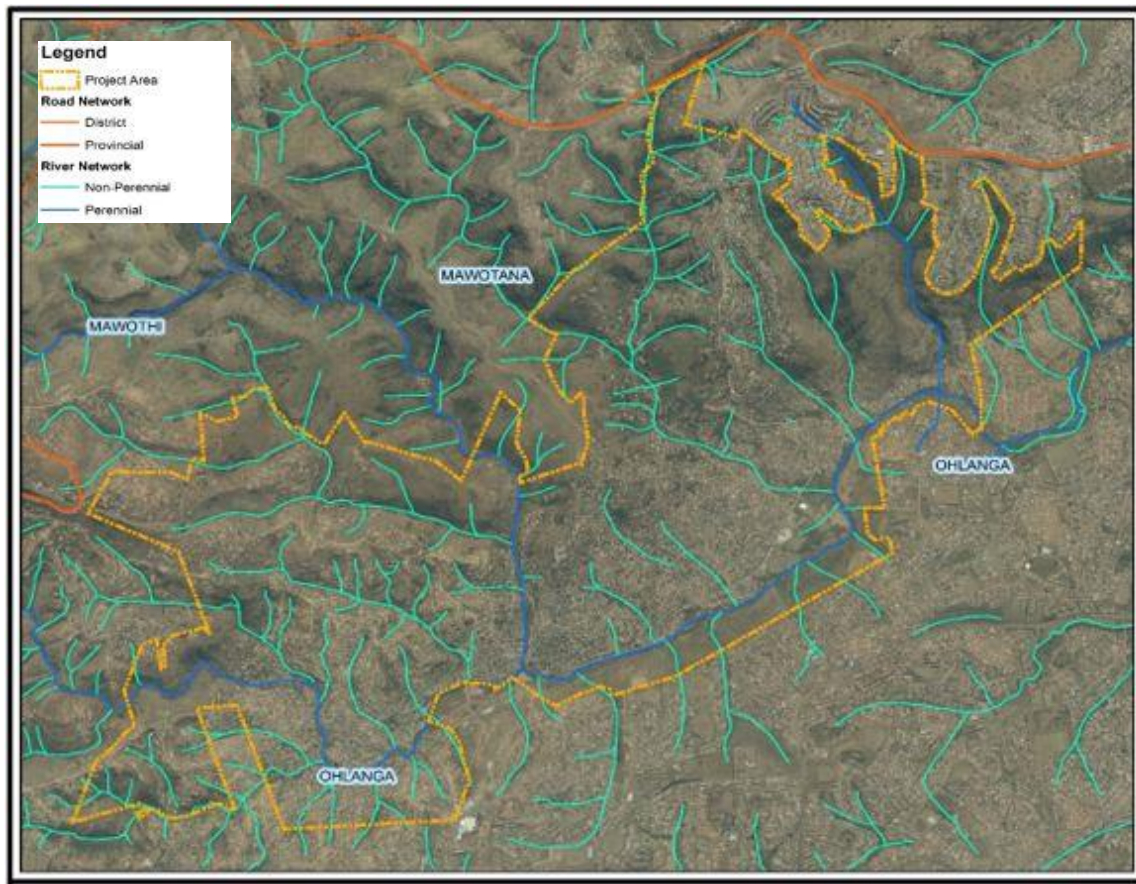 Legend
Project Area
Road Network
District
Provincial
River Network
Non-Perennial
Perennial
MAWOTANA
MAWOTHI
OHLANGA
OHLANGA